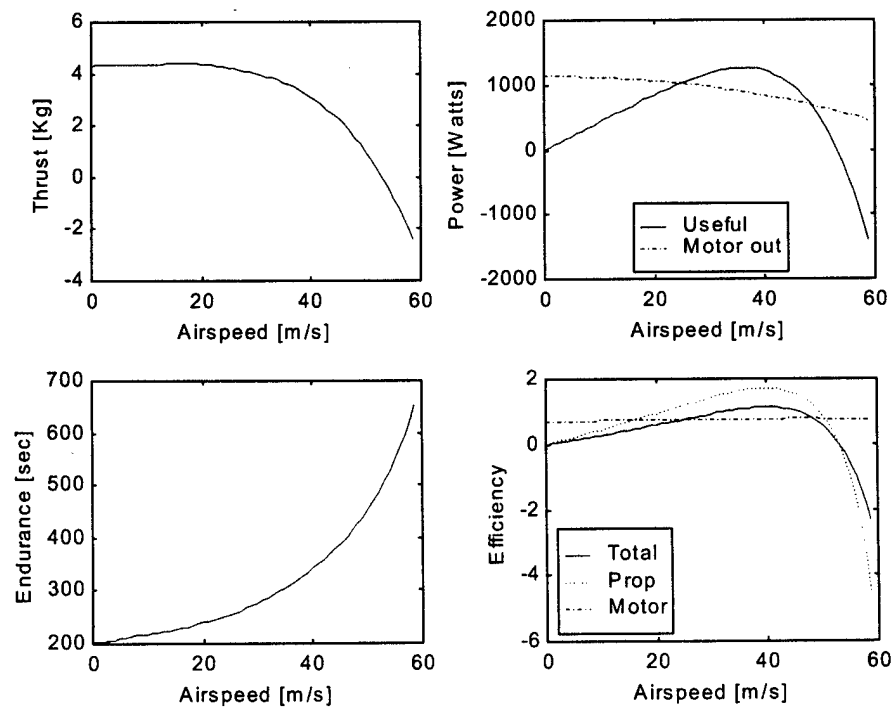 6
4
2
0
-2
-4
Thrust [Kg]
0 20 40 60
Airspeed [m/s]
2000
1000
0
-1000
-2000
Power [Watts]
Useful
Motor out
0 20 40 60
Airspeed [m/s]
700
600
500
400
300
200
Endurance [sec]
0 20 40 60
Airspeed [m/s]
2
0
-2
-4
-6
Efficiency
Total
Prop
Motor
0 20 40 60
Airspeed [m/s]